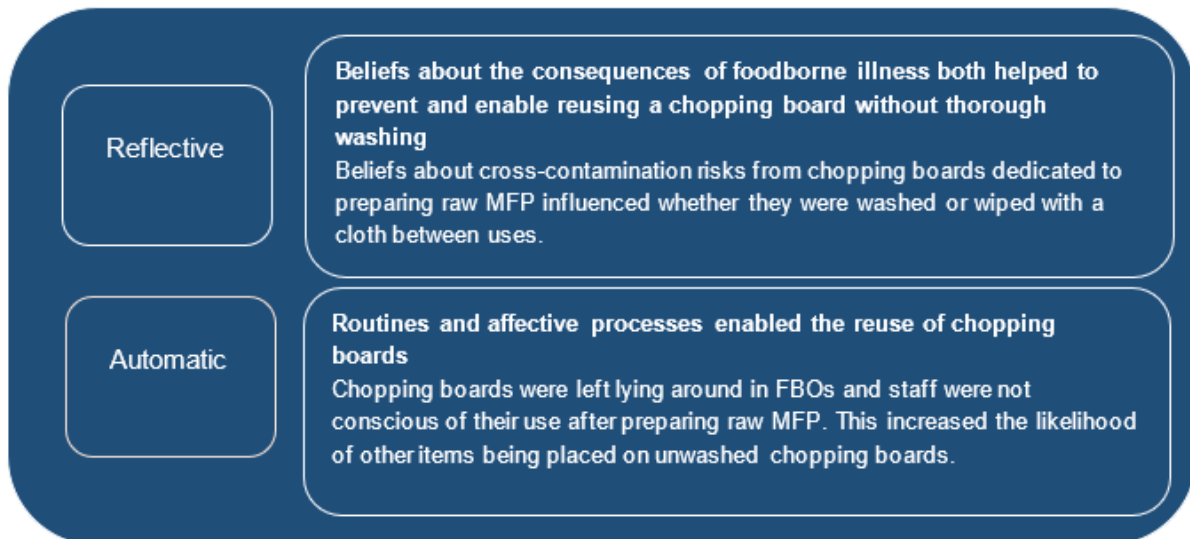 Reflective
Beliefs about the consequences of foodborne illness both helped to
prevent and enable reusing a chopping board without thorough
washing
Beliefs about cross-contamination risks from chopping boards dedicated to
preparing raw MFP influenced whether they were washed or wiped with a
cloth between uses.
Automatic
Routines and affective processes enabled the reuse of chopping
boards
Chopping boards were left lying around in FBOs and staff were not
conscious of their use after preparing raw MFP. This increased the likelihood
of other items being placed on unwashed chopping boards.